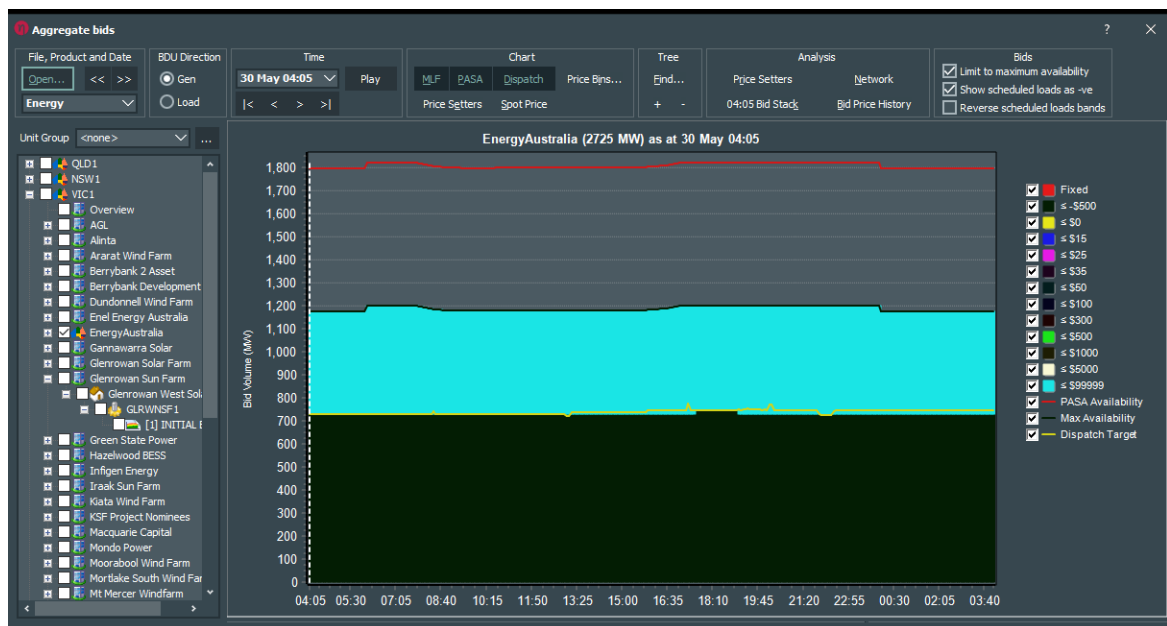 Aggregate bids
?
File, Product and Date
BDU Direction
Time
Chart
Tree
Analysis
Bids
Open...
<<
>>
Gen
30 May 04:05
Play
MLF
PASA
Dispatch
Price Bins...
Find...
Price Setters
Network
Limit to maximum availability
Show scheduled loads as -ve
Energy
Load
|<
<
>
>|
Price Setters
Spot Price
+
-
04:05 Bid Stack
Bid Price History
Reverse scheduled loads bands
Unit Group
<none>
...
QLD1
NSW1
VIC1
Overview
AGL
Alinta
Ararat Wind Farm
Berrybank 2 Asset
Berrybank Development
Dundonnell Wind Farm
Enel Energy Australia
EnergyAustralia
Gannawarra Solar
Glenrowan Solar Farm
Glenrowan Sun Farm
Glenrowan West Sol
GLRWNSF1
[1] INITIAL
Green State Power
Hazelwood BESS
Infigen Energy
Iraak Sun Farm
Kiata Wind Farm
KSF Project Nominees
Macquarie Capital
Mondo Power
Moorabool Wind Farm
Mortlake South Wind Far
Mt Mercer Windfarm
EnergyAustralia (2725 MW) as at 30 May 04:05
Bid Volume (MW)
1,800
1,700
1,600
1,500
1,400
1,300
1,200
1,100
1,000
900
800
700
600
500
400
300
200
100
0
04:05 05:30 07:05 08:40 10:15 11:50 13:25 15:00 16:35 18:10 19:45 21:20 22:55 00:30 02:05 03:40
Fixed
≤ -$500
≤ $0
≤ $15
≤ $25
≤ $35
≤ $50
≤ $100
≤ $300
≤ $500
≤ $1000
≤ $5000
≤ $99999
PASA Availability
Max Availability
Dispatch Target